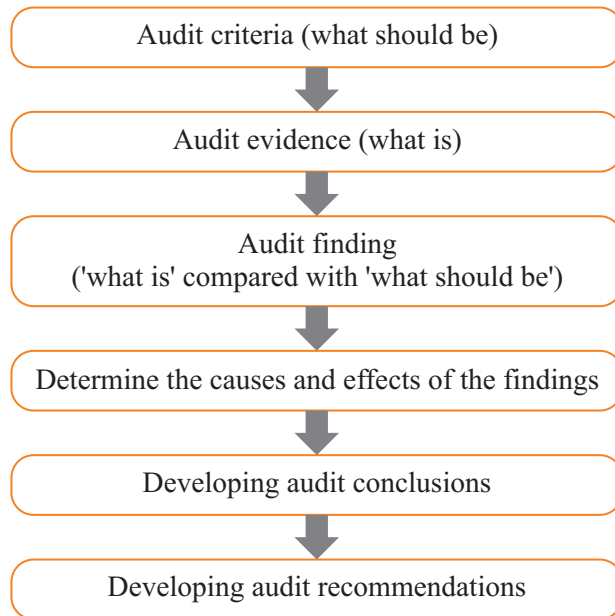 Audit criteria (what should be)
Audit evidence (what is)
Audit finding
('what is' compared with 'what should be')
Determine the causes and effects of the findings
Developing audit conclusions
Developing audit recommendations